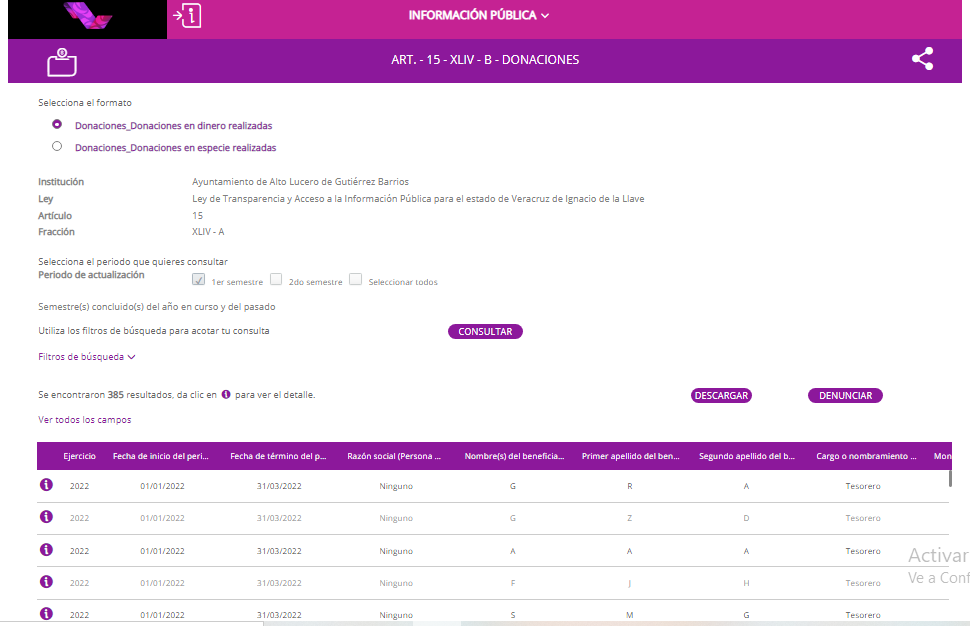 INFORMACIÓN PÚBLICA
ART. - 15 - XLIV - B - DONACIONES
Selecciona el formato
Donaciones_Donaciones en dinero realizadas
Donaciones_Donaciones en especie realizadas
Institución Ayuntamiento de Alto Lucero de Gutiérrez Barrios
Ley Ley de Transparencia y Acceso a la Información Pública para el estado de Veracruz de Ignacio de la Llave
Artículo 15
Fracción XLIV - A
Selecciona el periodo que quieres consultar
Periodo de actualización 1er semestre 2do semestre Seleccionar todos
Semestre(s) concluido(s) del año en curso y del pasado
Utiliza los filtros de búsqueda para acotar tu consulta CONSULTAR
Filtros de búsqueda
Se encontraron 385 resultados, da clic en i para ver el detalle. DESCARGAR DENUNCIAR
Ver todos los campos
Ejercicio Fecha de inicio del peri... Fecha de término del p... Razón social (Persona ... Nombre(s) del beneficia... Primer apellido del ben... Segundo apellido del b... Cargo o nombramiento ... Mon
2022 01/01/2022 31/03/2022 Ninguno G R A Tesorero
2022 01/01/2022 31/03/2022 Ninguno G Z D Tesorero
2022 01/01/2022 31/03/2022 Ninguno A A A Tesorero
2022 01/01/2022 31/03/2022 Ninguno F J H Tesorero
2022 01/01/2022 31/03/2022 Ninguno S M G Tesorero
Activar
Ve a Conf